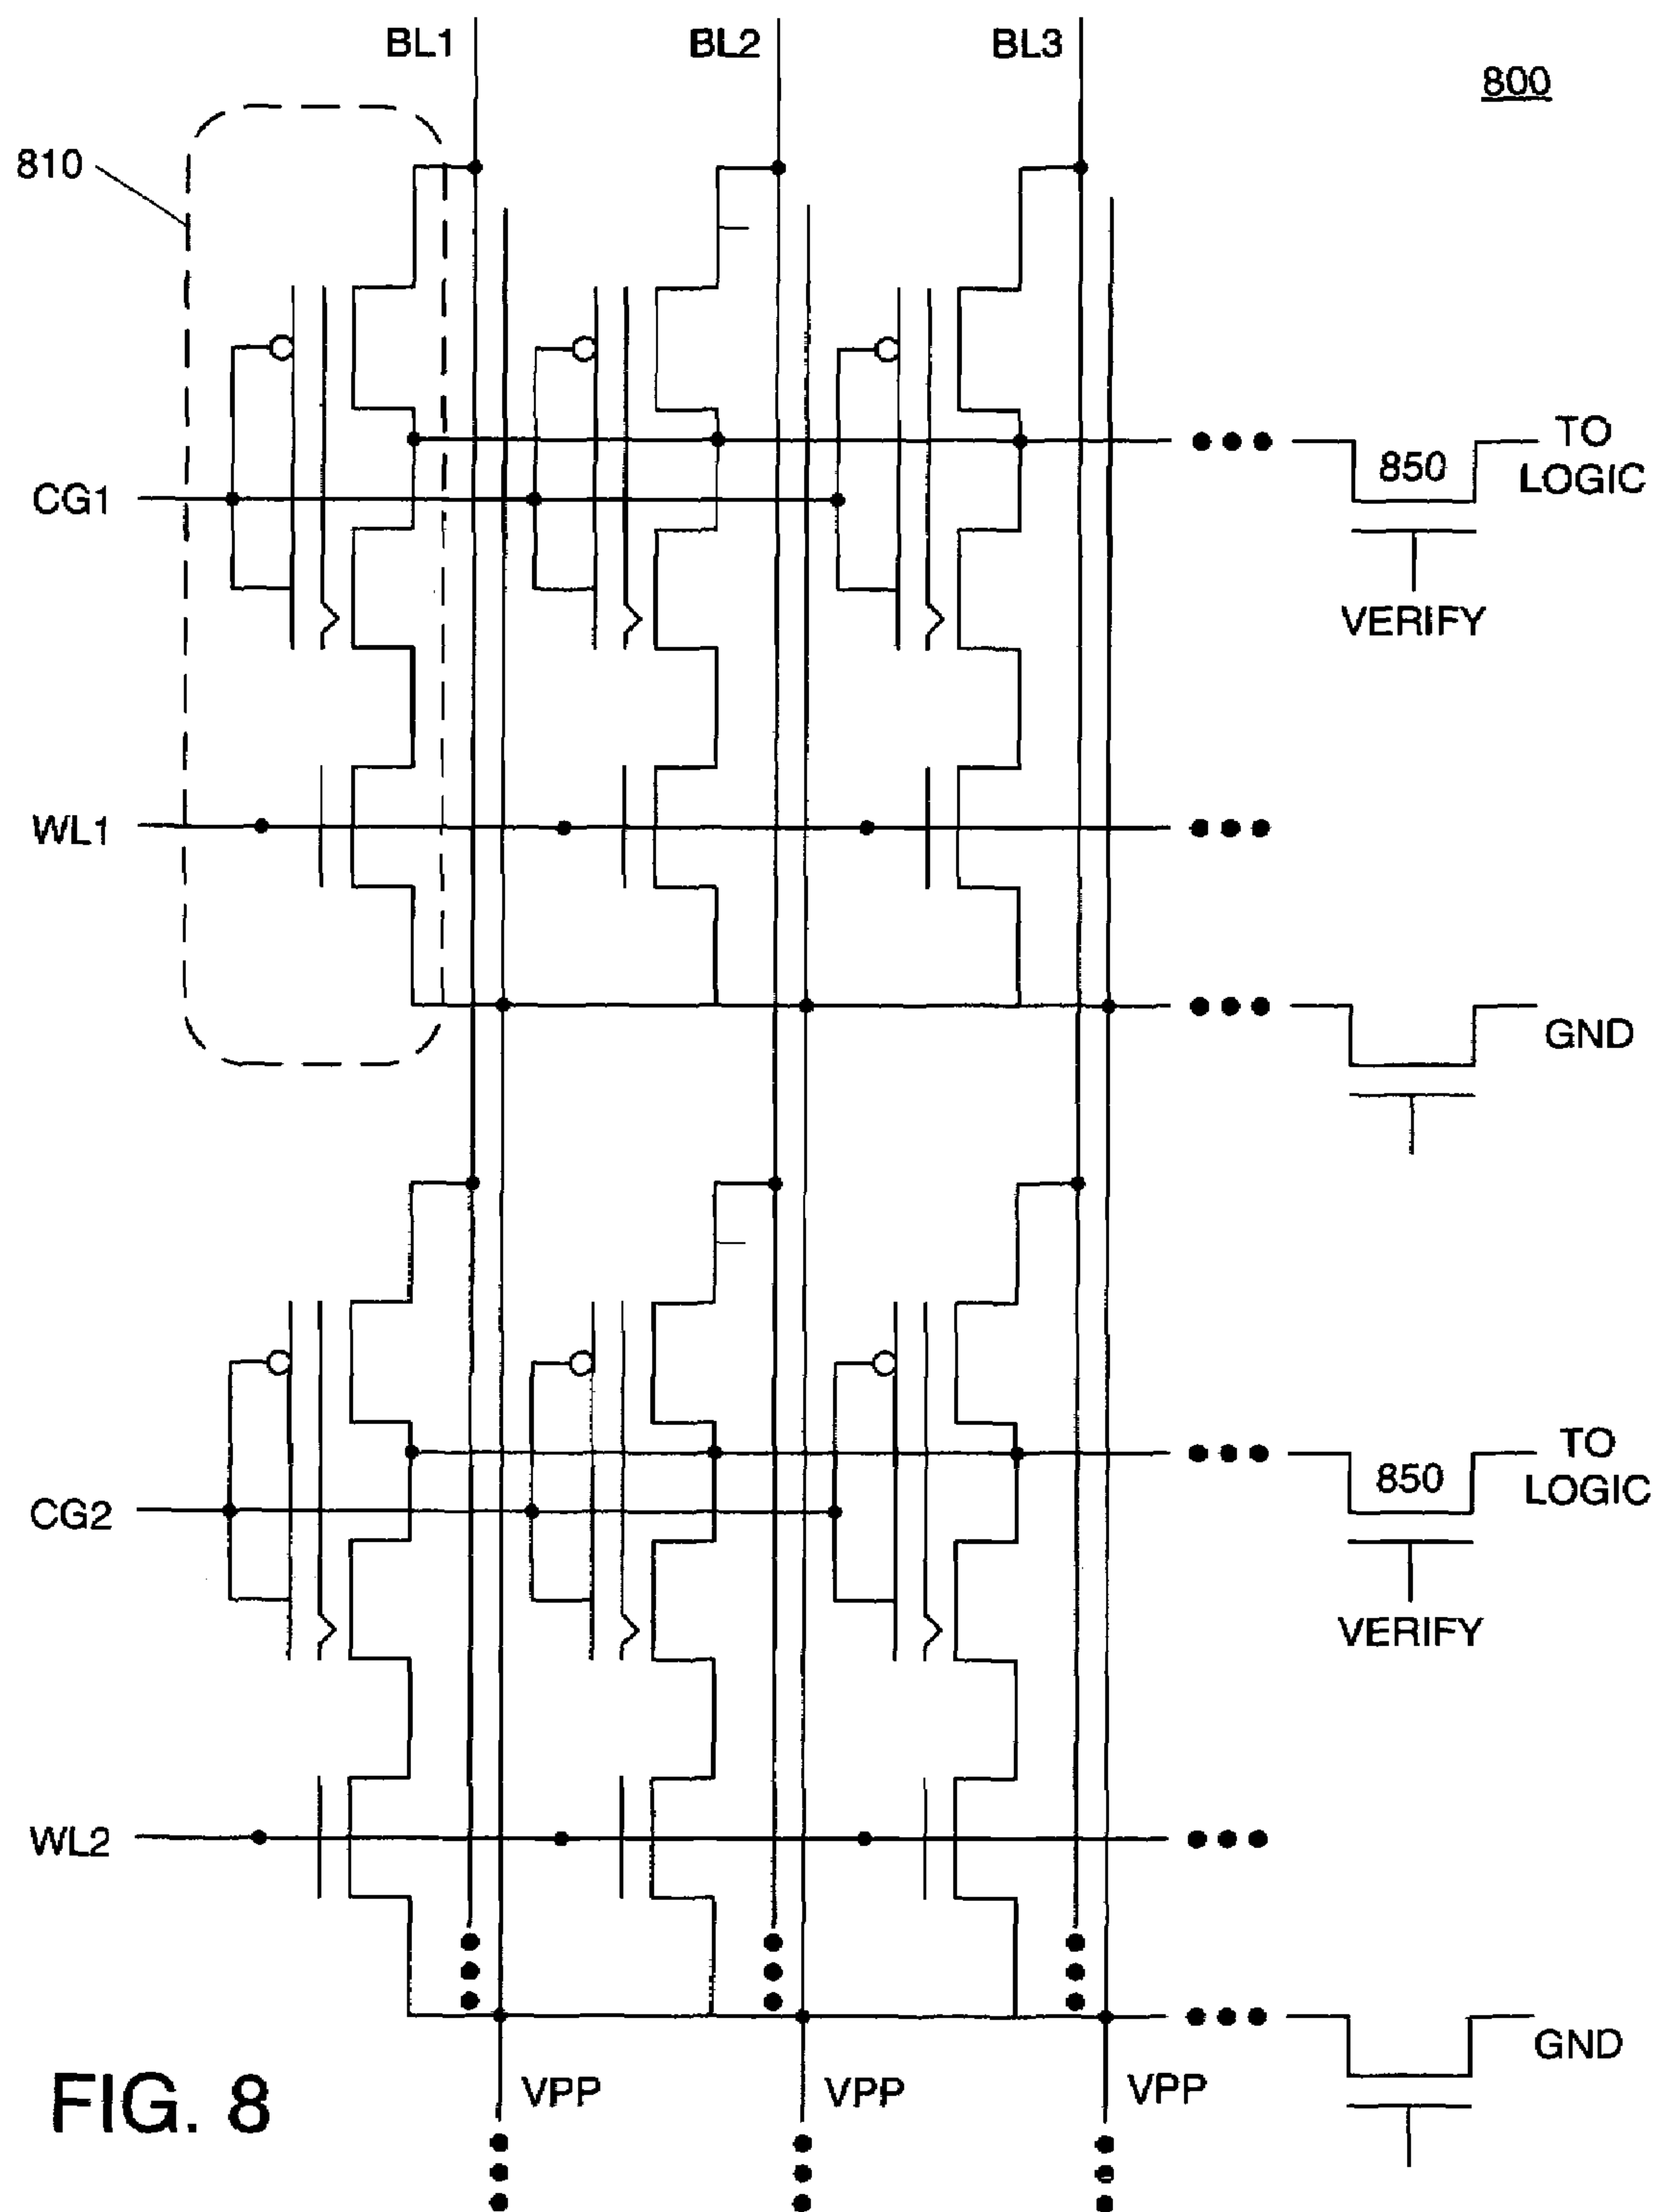 BL1
BL2
BL3
800
810
TO
LOGIC
850
CG1
VERIFY
WL1
GND
TO
LOGIC
850
CG2
VERIFY
WL2
GND
VPP
VPP
VPP
FIG. 8